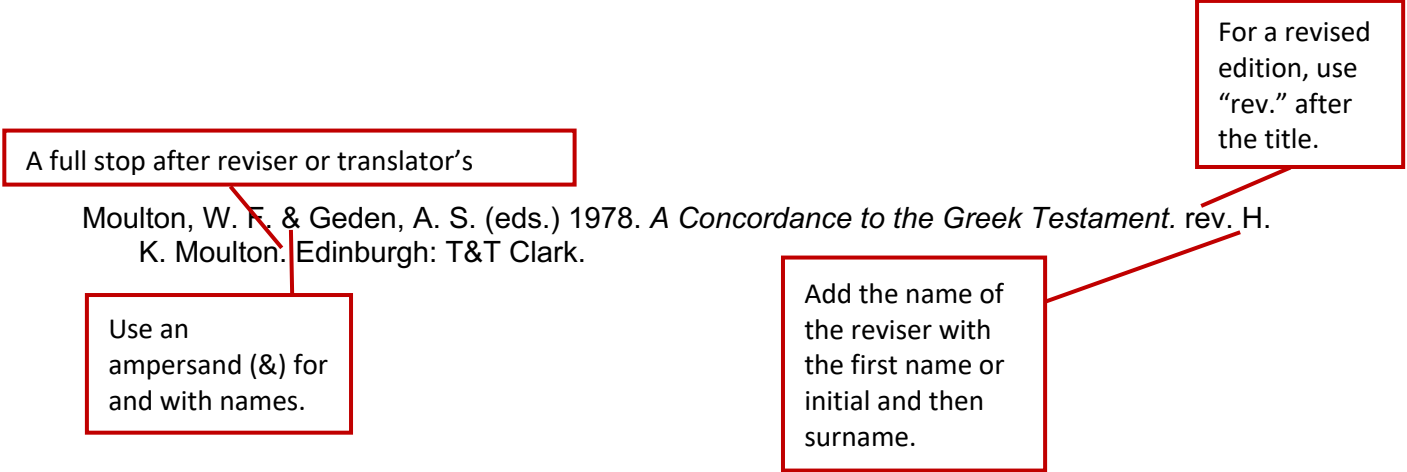 For a revised
edition, use
“rev.” after
the title.
A full stop after reviser or translator’s
Moulton, W. F. & Geden, A. S. (eds.) 1978. A Concordance to the Greek Testament. rev. H.
K. Moulton. Edinburgh: T&T Clark.
Use an
ampersand (&) for
and with names.
Add the name of
the reviser with
the first name or
initial and then
surname.